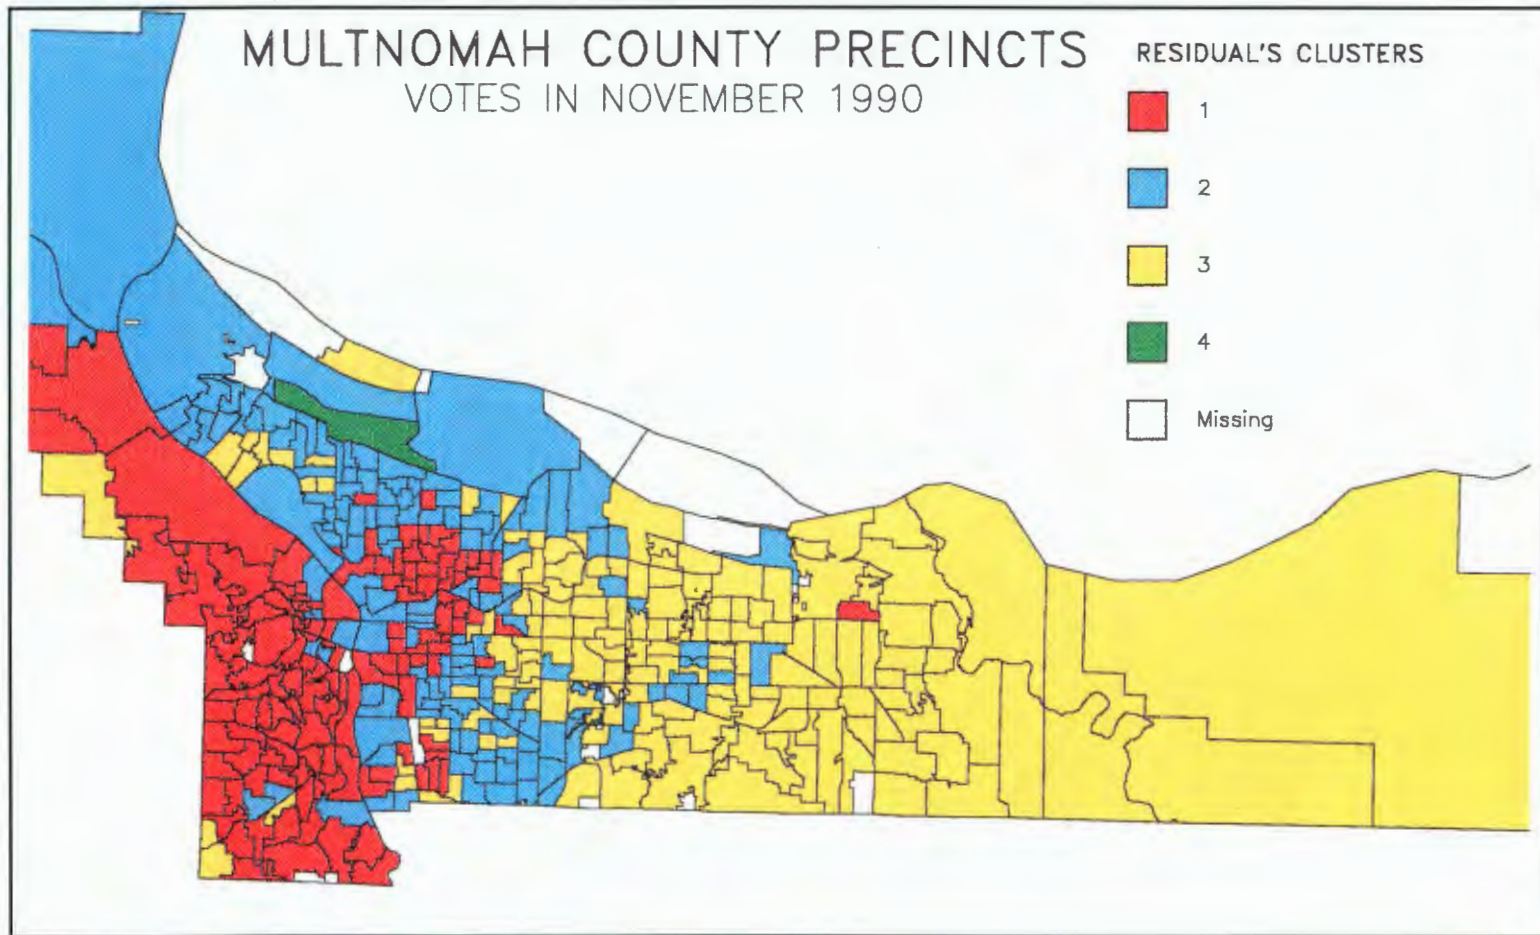 MULTNOMAH COUNTY PRECINCTS
VOTES IN NOVEMBER 1990
RESIDUAL'S CLUSTERS
1
2
3
4
Missing